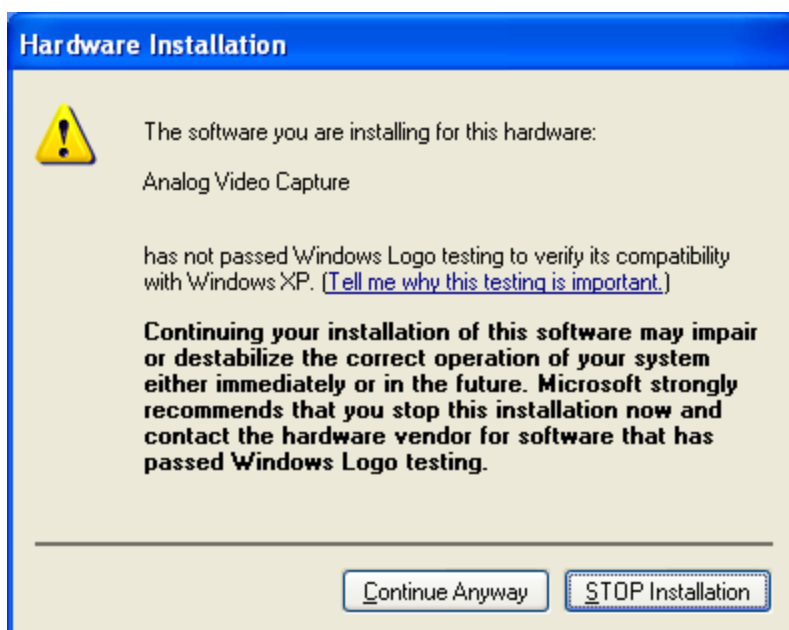 Hardware Installation
The software you are installing for this hardware:
Analog Video Capture
has not passed Windows Logo testing to verify its compatibility
with Windows XP. (Tell me why this testing is important.)
Continuing your installation of this software may impair
or destabilize the correct operation of your system
either immediately or in the future. Microsoft strongly
recommends that you stop this installation now and
contact the hardware vendor for software that has
passed Windows Logo testing.
Continue Anyway STOP Installation